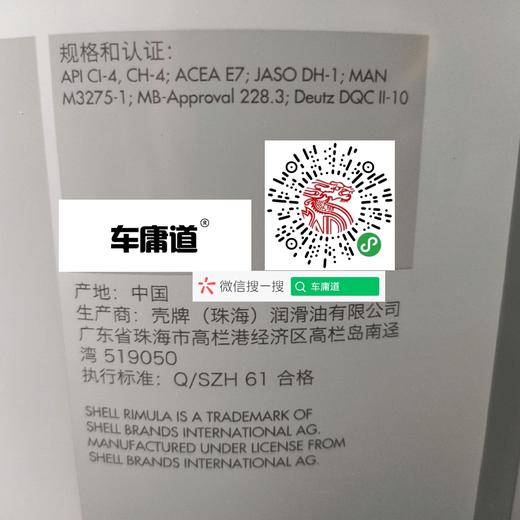 规格和认证:
API CI-4, CH-4; ACEA E7; JASO DH-1; MAN
M3275-1; MB-Approval 228.3; Deutz DQC II-10
车庸道®
微信搜一搜 车庸道
产地: 中国
生产商: 壳牌 (珠海) 润滑油有限公司
广东省珠海市高栏港经济区高栏岛南迳
湾 519050
执行标准: Q/SZH 61 合格
SHELL RIMULA IS A TRADEMARK OF
SHELL BRANDS INTERNATIONAL AG.
MANUFACTURED UNDER LICENSE FROM
SHELL BRANDS INTERNATIONAL AG.